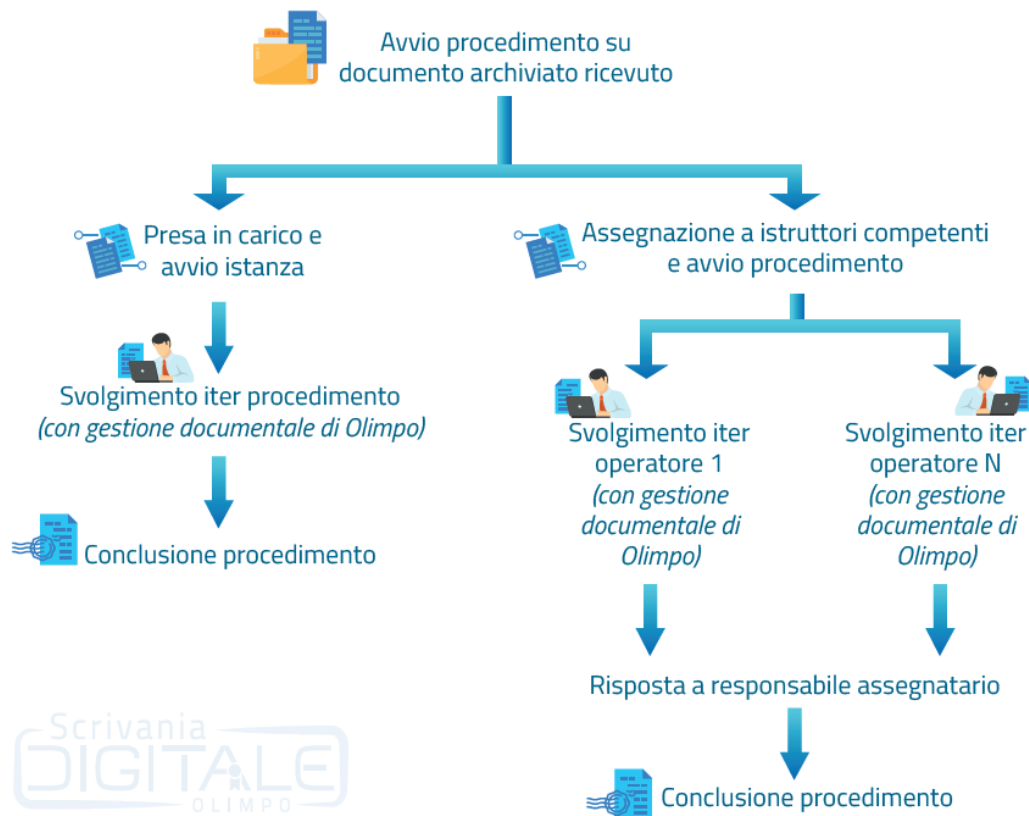 Avvio procedimento su
documento archiviato ricevuto
Presa in carico e
avvio istanza
Svolgimento iter procedimento
(con gestione documentale di Olimpo)
Conclusione procedimento
Assegnazione a istruttori competenti
e avvio procedimento
Svolgimento iter
operatore 1
(con gestione
documentale di
Olimpo)
Svolgimento iter
operatore N
(con gestione
documentale di
Olimpo)
Risposta a responsabile assegnatario
Conclusione procedimento
Scrivania
DIGITALE
OLIMPO